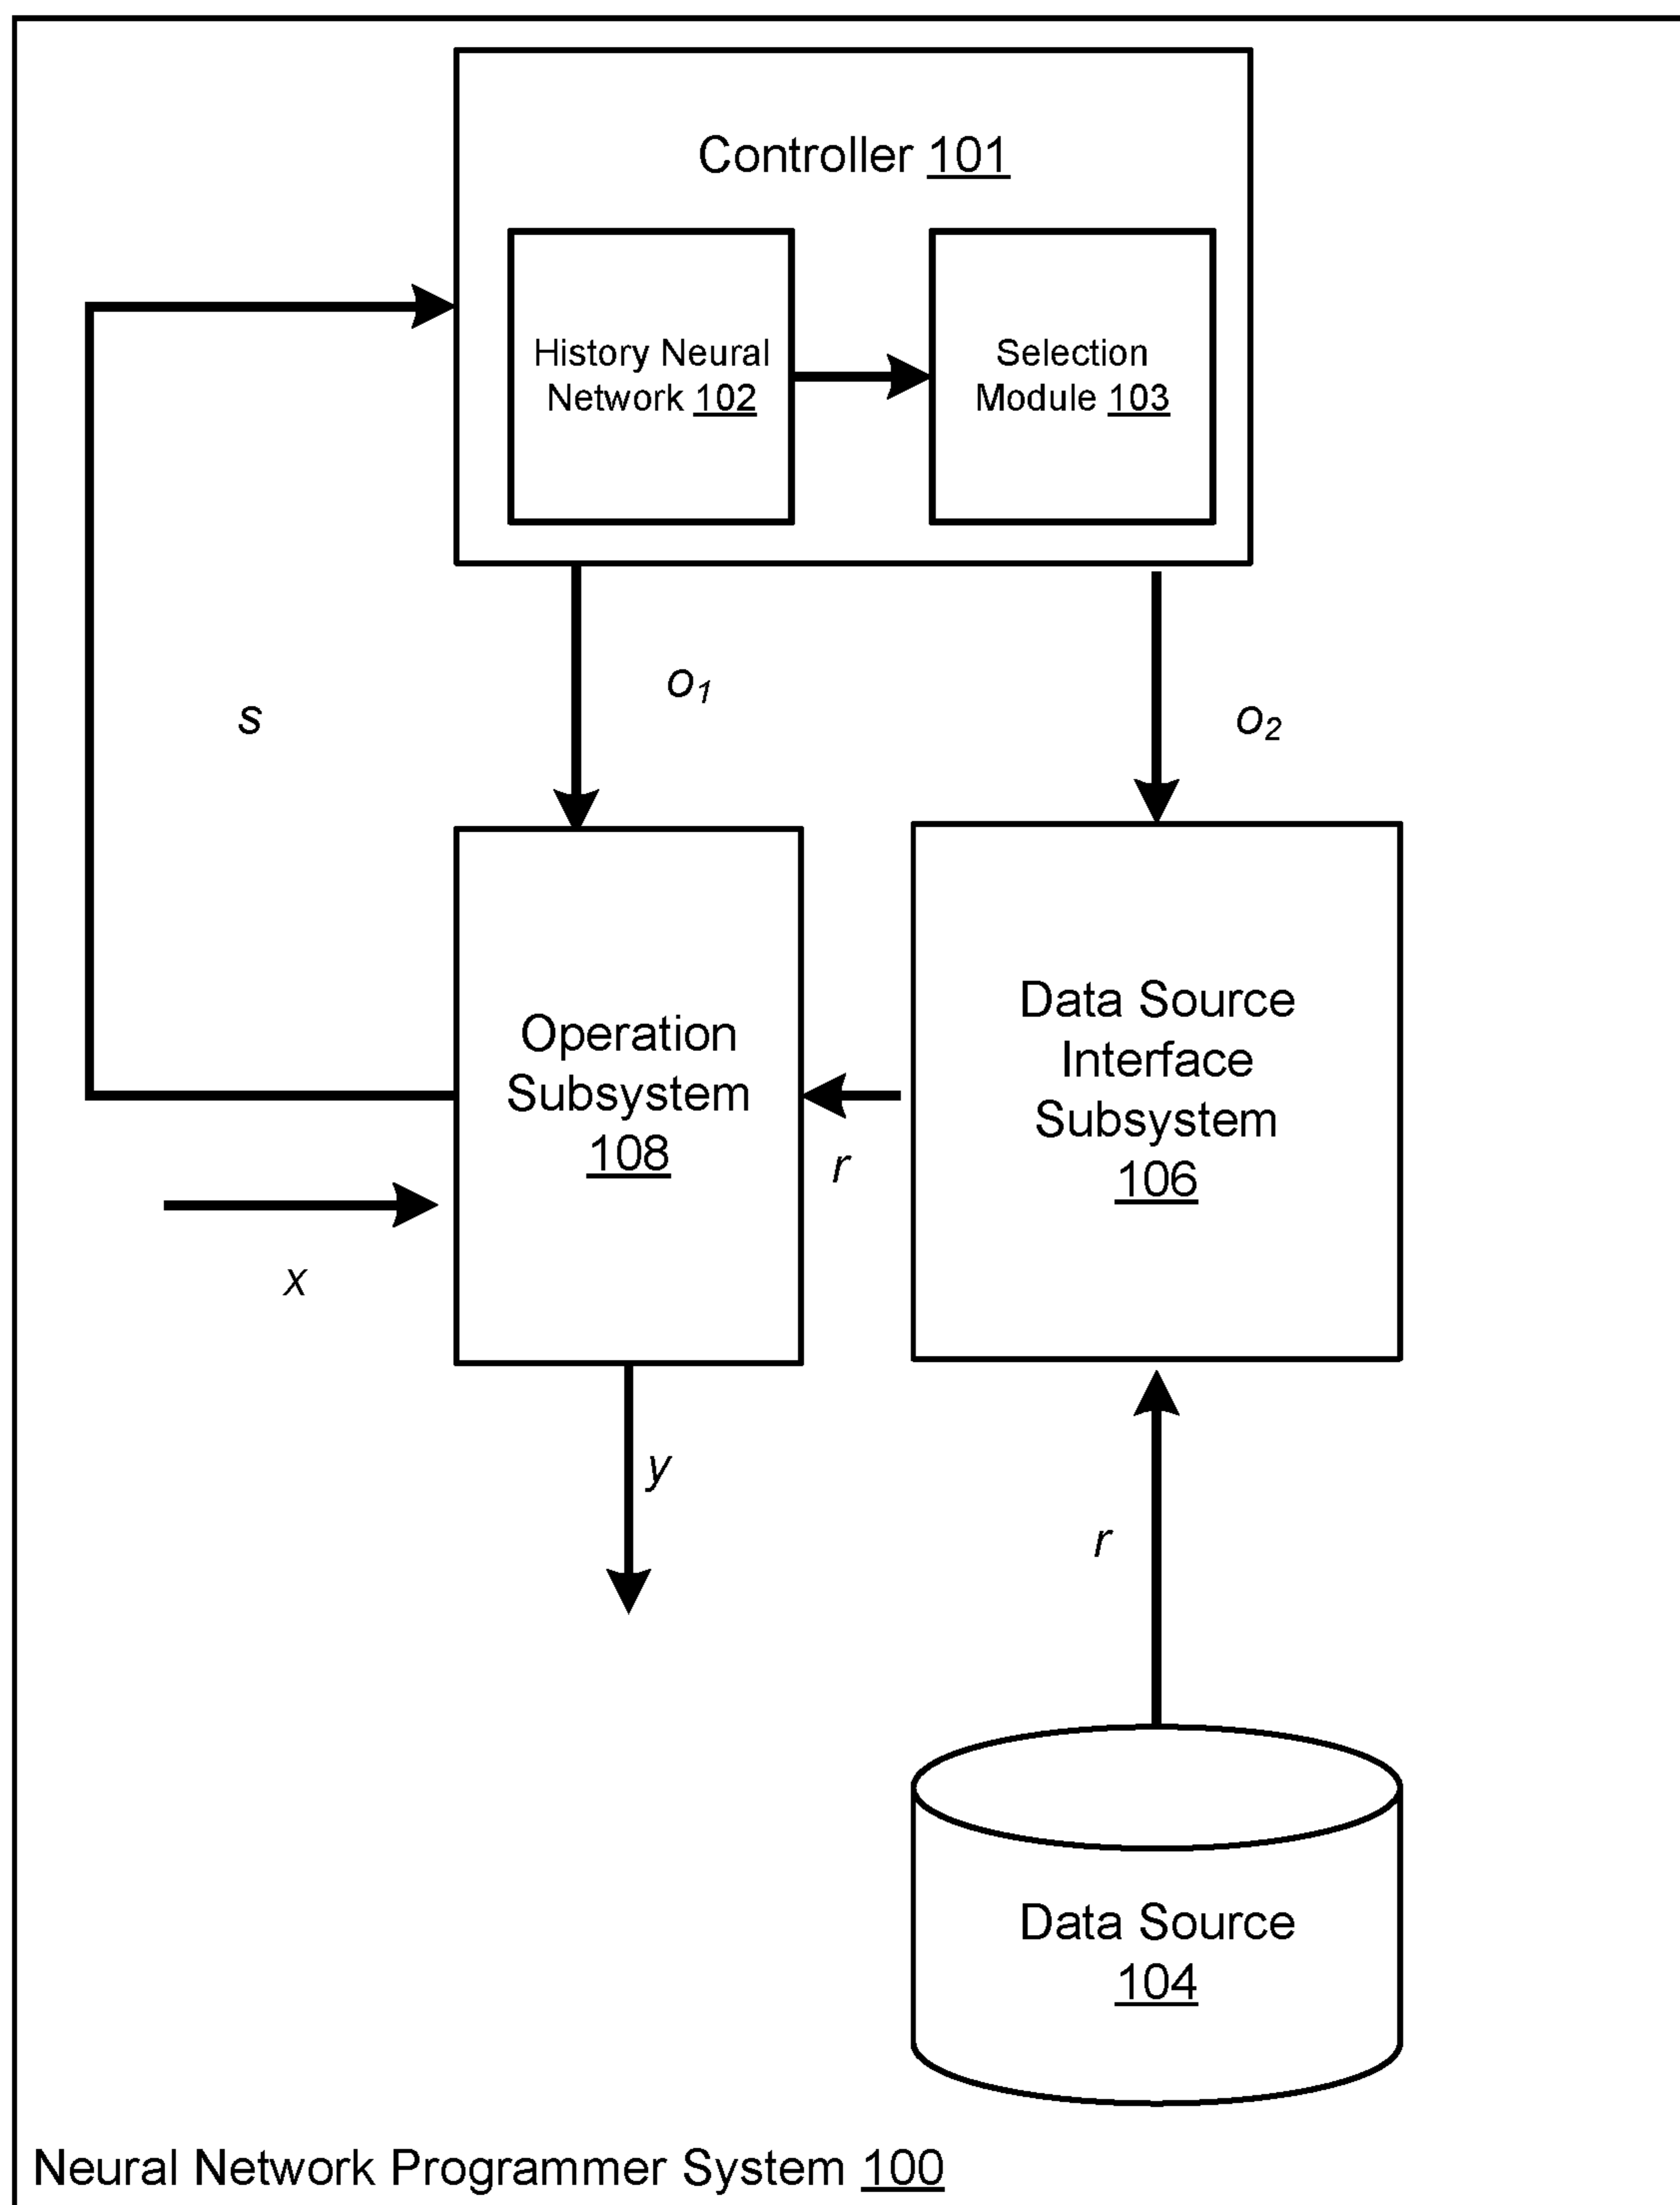 Controller 101
History Neural
Network 102
Selection
Module 103
s
o₁
o₂
Operation
Subsystem
108
Data Source
Interface
Subsystem
106
r
x
y
r
Data Source
104
Neural Network Programmer System 100